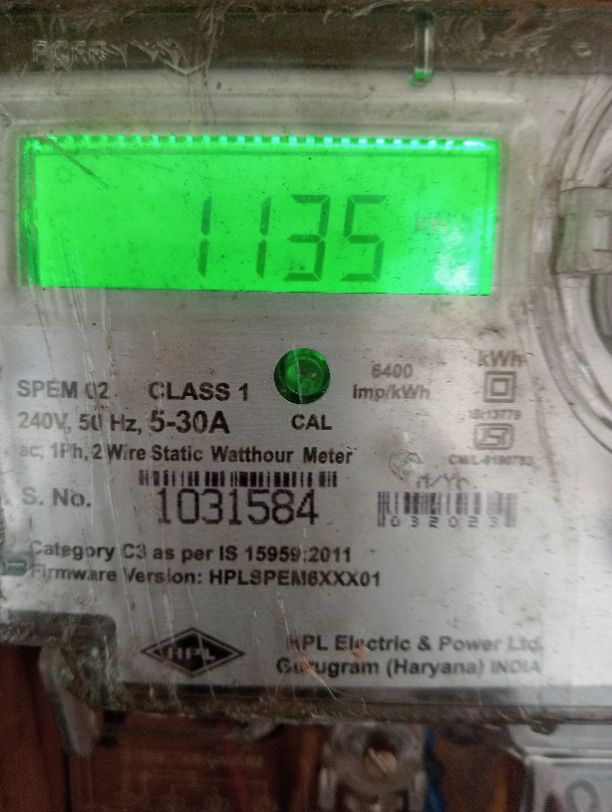 1135
6400
imp/kWh
kWh
SPEM 02 CLASS 1
240V, 50 Hz, 5-30A
CAL
ac, 1Ph, 2 Wire Static Watthour Meter
S. No.
1031584
M/Yr
032023
Category C3 as per IS 15959:2011
Firmware Version: HPLSPEM6XXX01
HPL
HPL Electric & Power Ltd.
Gurugram (Haryana) INDIA